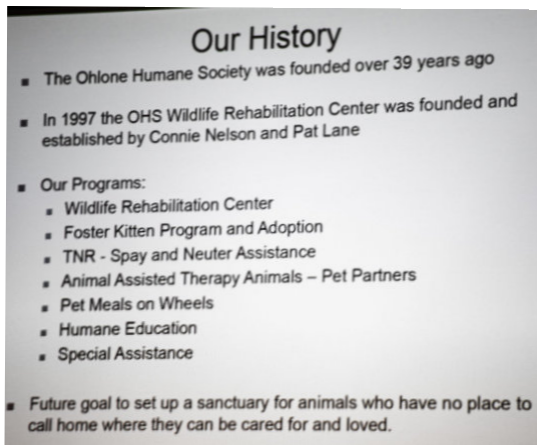 Our History
▪ The Ohlone Humane Society was founded over 39 years ago
▪ In 1997 the OHS Wildlife Rehabilitation Center was founded and
established by Connie Nelson and Pat Lane
▪ Our Programs:
▪ Wildlife Rehabilitation Center
▪ Foster Kitten Program and Adoption
▪ TNR - Spay and Neuter Assistance
▪ Animal Assisted Therapy Animals – Pet Partners
▪ Pet Meals on Wheels
▪ Humane Education
▪ Special Assistance
▪ Future goal to set up a sanctuary for animals who have no place to
call home where they can be cared for and loved.